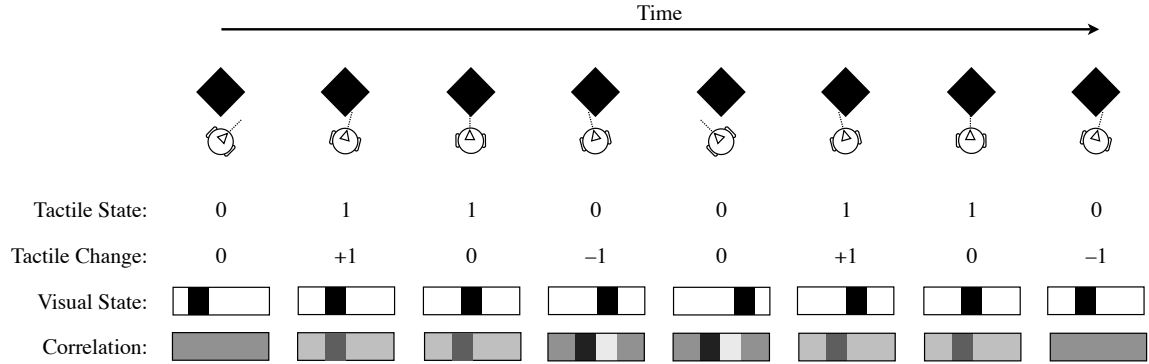 Time
Tactile State: 0 1 1 0 0 1 1 0
Tactile Change: 0 +1 0 –1 0 +1 0 –1
Visual State:
Correlation: